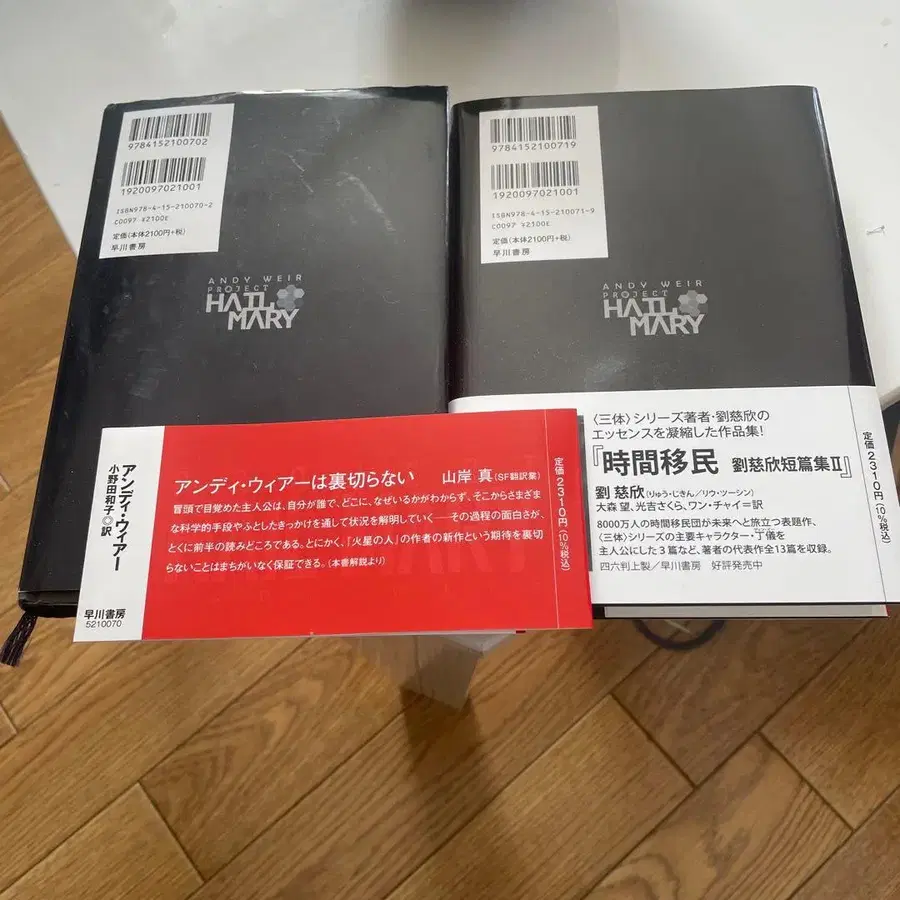 9784152100702
1920097021001
ISBN978-4-15-210070-2
C0097 ¥2100E
定価(本体2100円+税)
早川書房
ANDY WEIR
PROJECT
HAIL
MARY
9784152100719
1920097021001
ISBN978-4-15-210071-9
C0097 ¥2100E
定価(本体2100円+税)
早川書房
ANDY WEIR
PROJECT
HAIL
MARY
アンディ・ウィアー
小野田和子◎訳
早川書房
5210070
アンディ・ウィアーは裏切らない 山岸 真(SF翻訳業)
冒頭で目覚めた主人公は、自分が誰で、どこに、なぜいるかがわからず、そこからさまざま
な科学的手段やふとしたきっかけを通して状況を解明していく——その過程の面白さが、
とくに前半の読みどころである。とにかく、「火星の人」の作者の新作という期待を裏切
らないことはまちがいなく保証できる。(本書解説より)
定価2310円(10%税込)
〈三体〉シリーズ著者・劉慈欣の
エッセンスを凝縮した作品集!
『時間移民 劉慈欣短篇集Ⅱ』
劉 慈欣(りゅう・じきん/リウ・ツーシン)
大森 望、光吉さくら、ワン・チャイ=訳
8000万人の時間移民団が未来へと旅立つ表題作、
〈三体〉シリーズの主要キャラクター・丁儀を
主人公にした3篇など、著者の代表作全13篇を収録。
四六判上製/早川書房 好評発売中
定価2310円(10%税込)